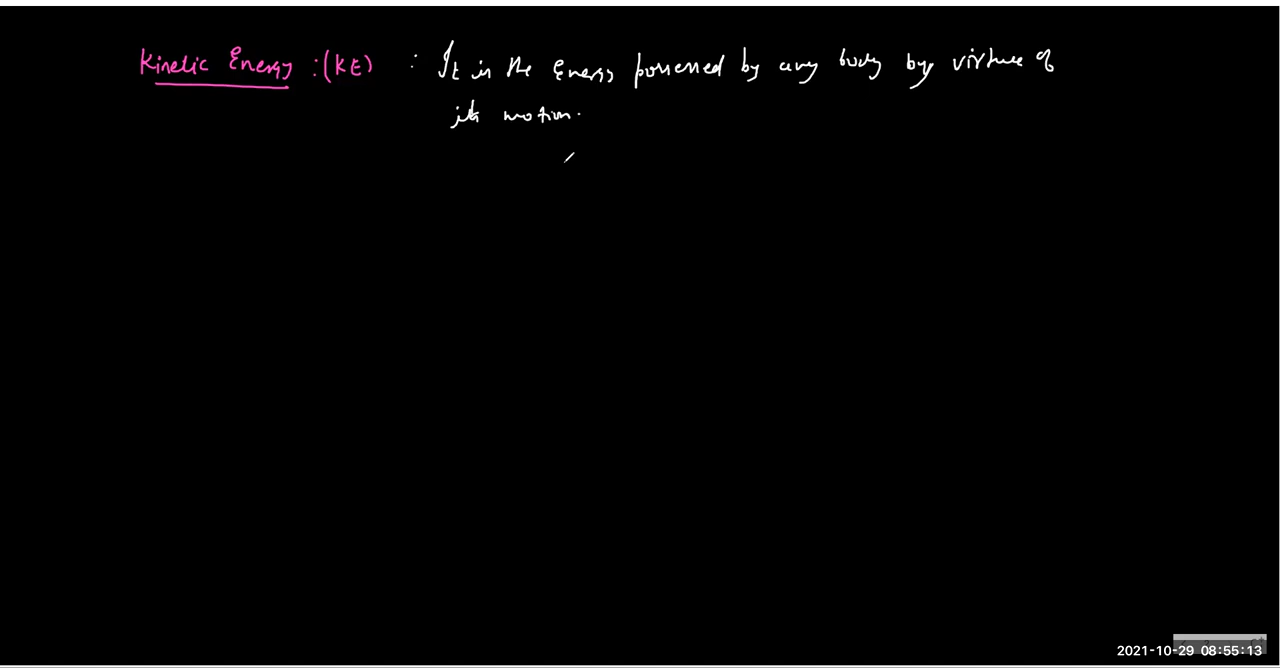 Kinetic Energy :(KE) : It is the Energy possessed by any body by virtue of
its motion.
2021-10-29 08:55:13